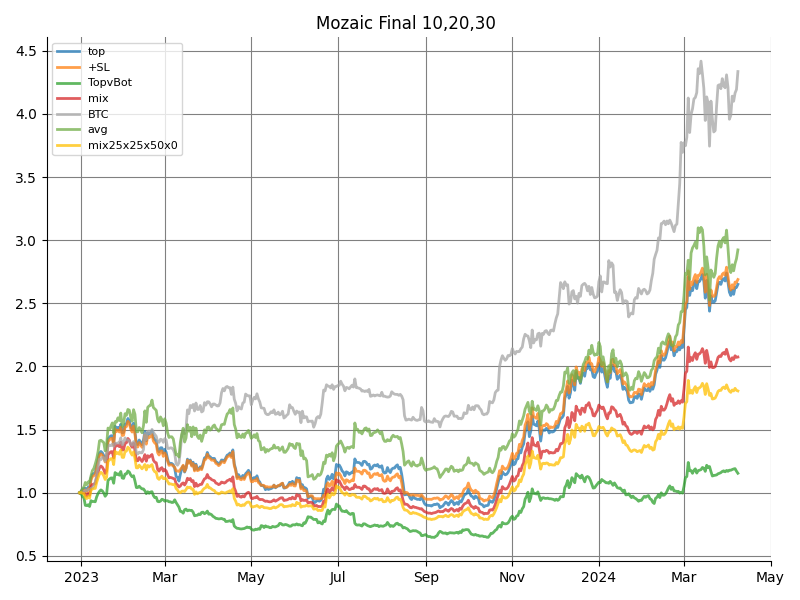 Mozaic Final 10,20,30
top
+SL
TopvBot
mix
BTC
avg
mix25x25x50x0
4.5
4.0
3.5
3.0
2.5
2.0
1.5
1.0
0.5
2023 Mar May Jul Sep Nov 2024 Mar May